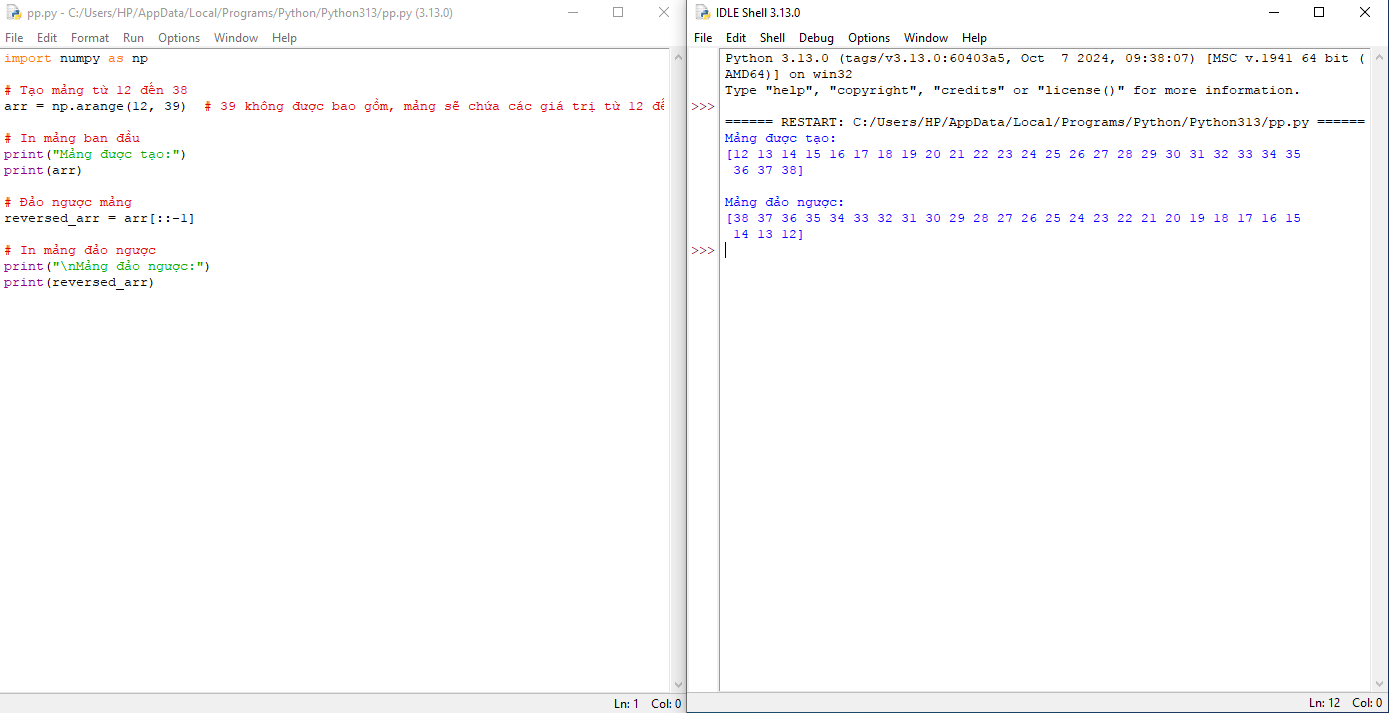 pp.py - C:/Users/HP/AppData/Local/Programs/Python/Python313/pp.py (3.13.0)
File Edit Format Run Options Window Help
import numpy as np
# Tạo mảng từ 12 đến 38
arr = np.arange(12, 39)  # 39 không được bao gồm, mảng sẽ chứa các giá trị từ 12
# In mảng ban đầu
print("Mảng được tạo:")
print(arr)
# Đảo ngược mảng
reversed_arr = arr[::-1]
# In mảng đảo ngược
print("\nMảng đảo ngược:")
print(reversed_arr)
Ln: 1 Col: 0
IDLE Shell 3.13.0
File Edit Shell Debug Options Window Help
Python 3.13.0 (tags/v3.13.0:60403a5, Oct  7 2024, 09:38:07) [MSC v.1941 64 bit (
AMD64)] on win32
Type "help", "copyright", "credits" or "license()" for more information.
>>>
====== RESTART: C:/Users/HP/AppData/Local/Programs/Python/Python313/pp.py ======
Mảng được tạo:
[12 13 14 15 16 17 18 19 20 21 22 23 24 25 26 27 28 29 30 31 32 33 34 35
 36 37 38]
Mảng đảo ngược:
[38 37 36 35 34 33 32 31 30 29 28 27 26 25 24 23 22 21 20 19 18 17 16 15
 14 13 12]
>>>
Ln: 12 Col: 0